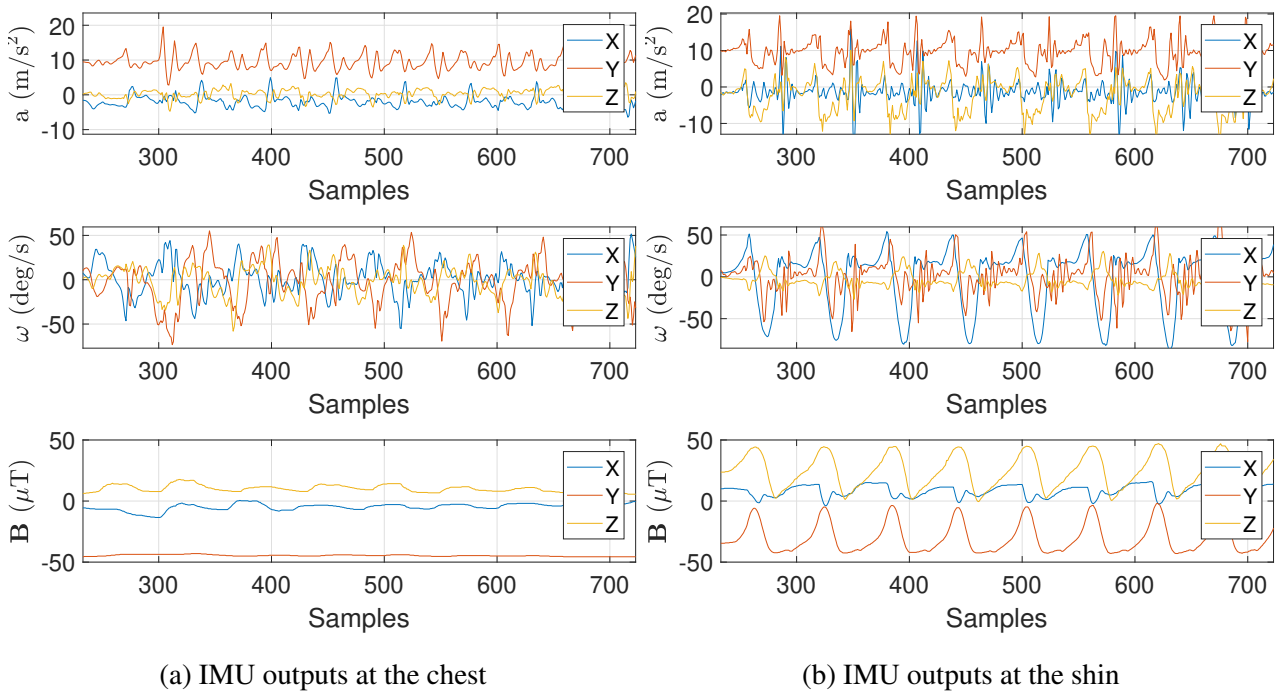 20
10
0
-10
a (m/s²)
300 400 500 600 700
Samples
X
Y
Z
20
10
0
-10
a (m/s²)
300 400 500 600 700
Samples
X
Y
Z
50
0
-50
ω (deg/s)
300 400 500 600 700
Samples
X
Y
Z
50
0
-50
ω (deg/s)
300 400 500 600 700
Samples
X
Y
Z
50
0
-50
B (μT)
300 400 500 600 700
Samples
X
Y
Z
50
0
-50
B (μT)
300 400 500 600 700
Samples
X
Y
Z
(a) IMU outputs at the chest
(b) IMU outputs at the shin